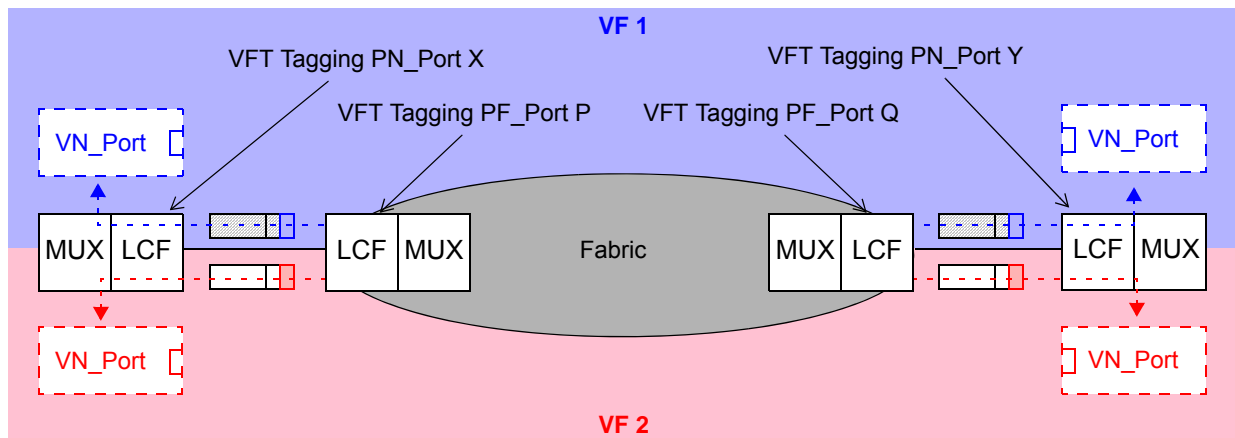 VF 1
VFT Tagging PN_Port X
VFT Tagging PN_Port Y
VFT Tagging PF_Port P
VFT Tagging PF_Port Q
VN_Port
VN_Port
MUX LCF
LCF MUX
Fabric
MUX LCF
LCF MUX
VN_Port
VN_Port
VF 2